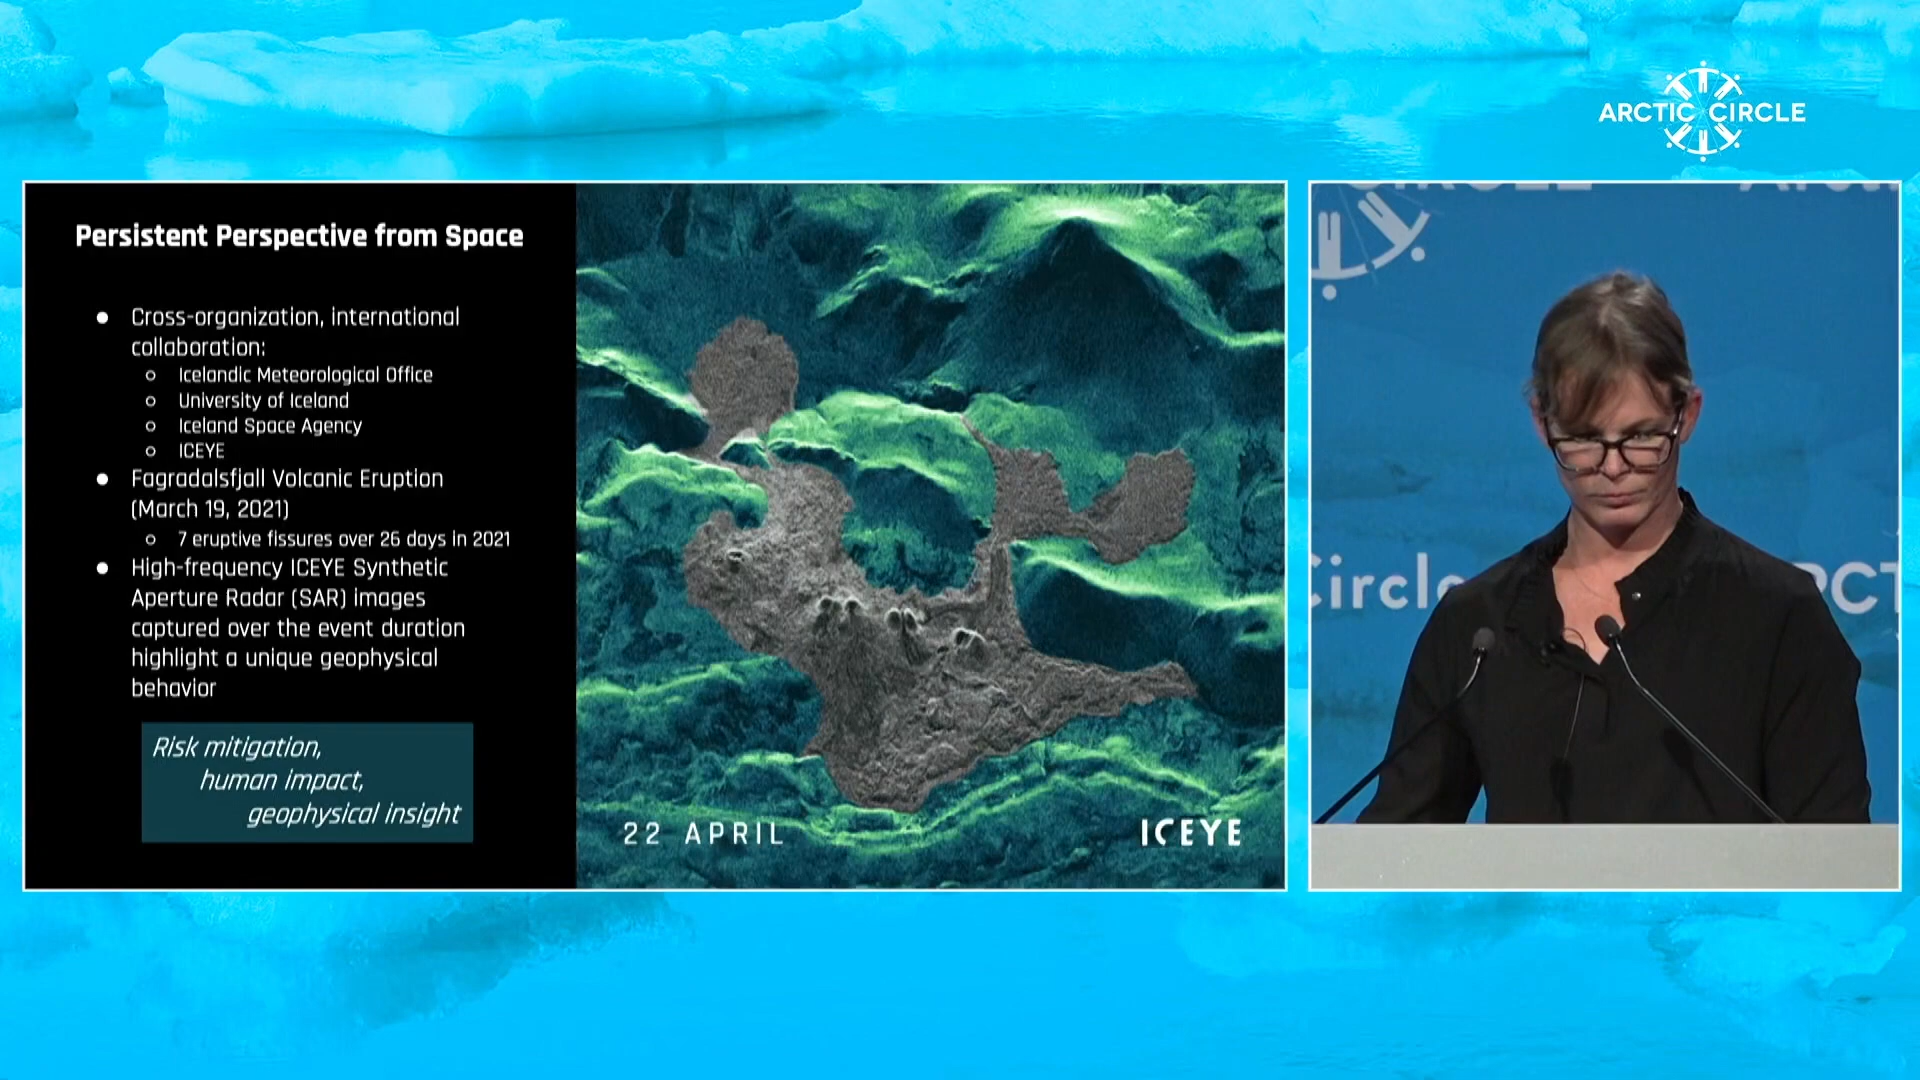 ARCTIC CIRCLE
Persistent Perspective from Space
● Cross-organization, international
collaboration:
○ Icelandic Meteorological Office
○ University of Iceland
○ Iceland Space Agency
○ ICEYE
● Fagradalsfjall Volcanic Eruption
(March 19, 2021)
○ 7 eruptive fissures over 26 days in 2021
● High-frequency ICEYE Synthetic
Aperture Radar (SAR) images
captured over the event duration
highlight a unique geophysical
behavior
Risk mitigation,
human impact,
geophysical insight
22 APRIL
ICEYE
Circle